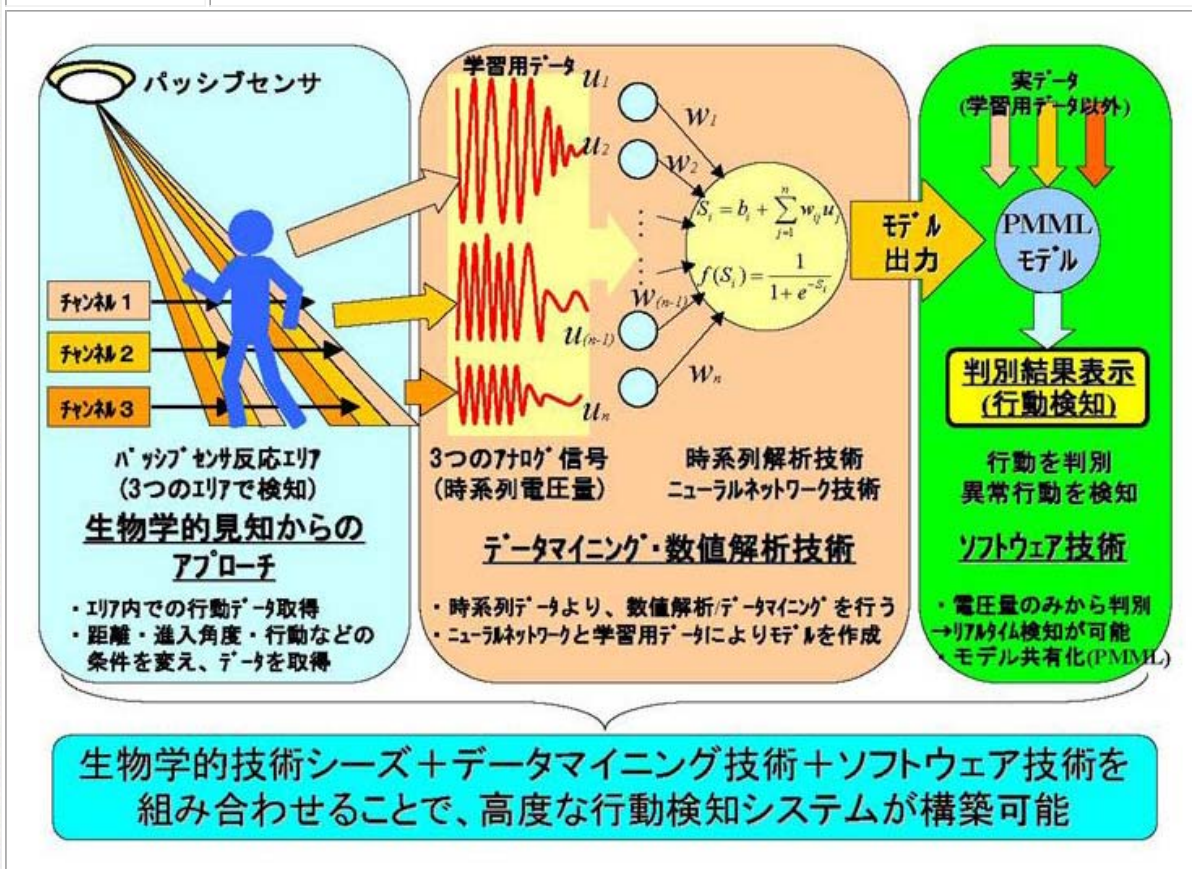 パッシブセンサ
チャンネル1
チャンネル2
チャンネル3
パッシブセンサ反応エリア
(3つのエリアで検知)
生物学的見知からの
アプローチ
・エリア内での行動データ取得
・距離・進入角度・行動などの
条件を変え、データを取得
学習用データ
u1
u2
u(n-1)
un
w1
w2
w(n-1)
wn
Si = bi + ∑j=1n wij uj
f(Si) = 1 / (1 + e^-Si)
3つのアナログ信号
(時系列電圧量)
時系列解析技術
ニューラルネットワーク技術
データマイニング・数値解析技術
・時系列データより、数値解析/データマイニングを行う
・ニューラルネットワークと学習用データによりモデルを作成
モデル
出力
実データ
(学習用データ以外)
PMML
モデル
判別結果表示
(行動検知)
行動を判別
異常行動を検知
ソフトウェア技術
・電圧量のみから判別
→リアルタイム検知が可能
・モデル共有化(PMML)
生物学的技術シーズ+データマイニング技術+ソフトウェア技術を
組み合わせることで、高度な行動検知システムが構築可能